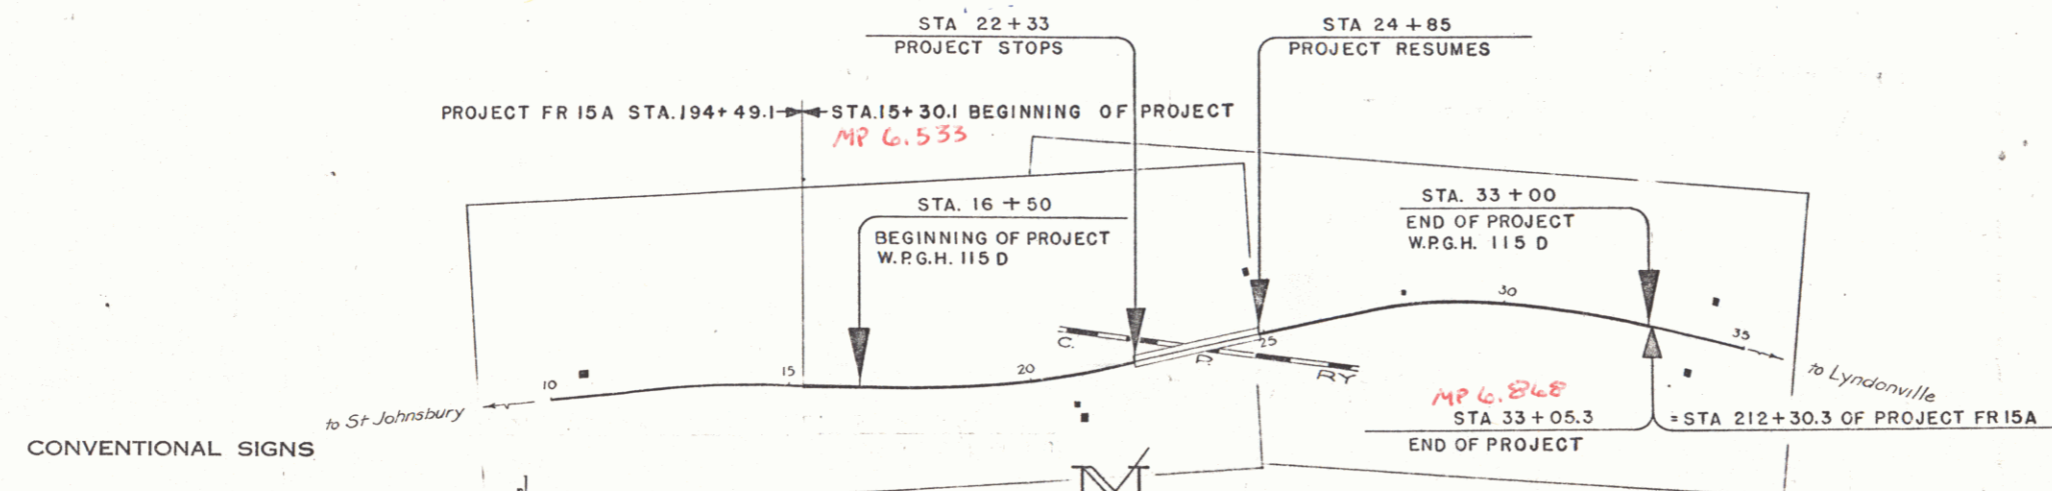 STA 22+33
PROJECT STOPS
STA 24+85
PROJECT RESUMES
PROJECT FR 15A STA.194+49.1
STA.15+30.1 BEGINNING OF PROJECT
MP 6.533
STA. 16+50
BEGINNING OF PROJECT
W.P.G.H. 115 D
STA. 33+00
END OF PROJECT
W.P.G.H. 115 D
30
35
25
20
15
10
C. P. RY
to St Johnsbury
to Lyndonville
MP 6.868
STA 33+05.3
END OF PROJECT
=STA 212+30.3 OF PROJECT FR15A
CONVENTIONAL SIGNS
M